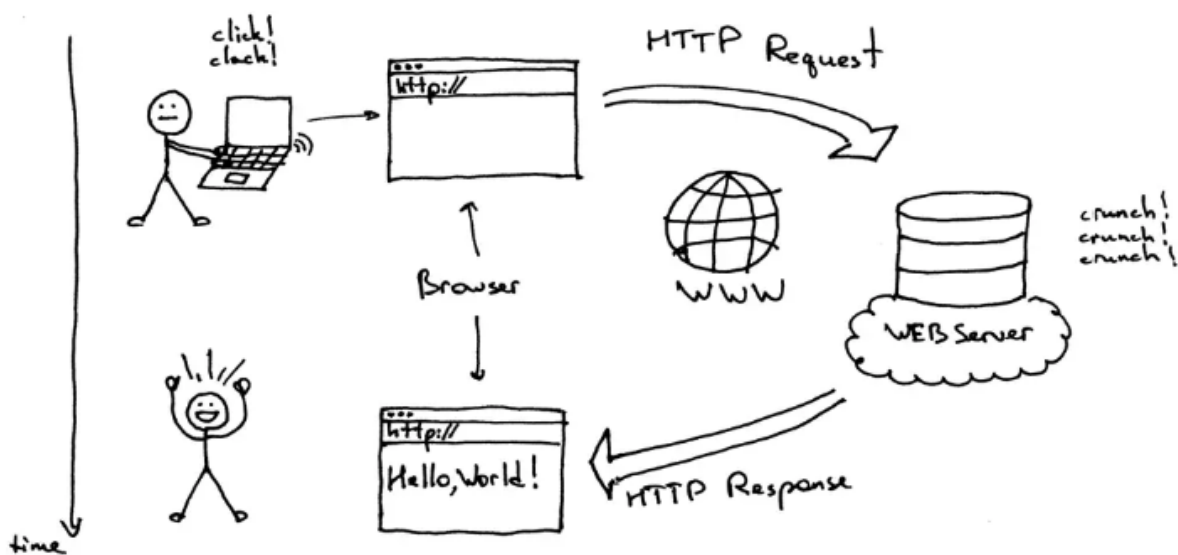 click!
clack!
http://
HTTP Request
crunch!
crunch!
crunch!
WWW
Browser
WEB Server
http://
Hello, World!
HTTP Response
time